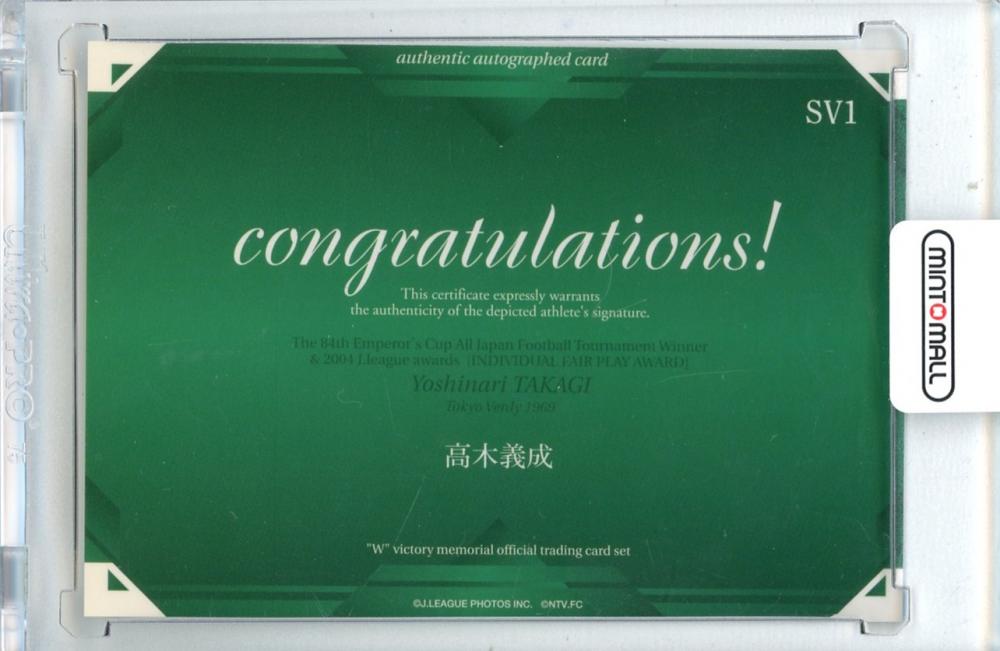 authentic autographed card
SV1
congratulations!
This certificate expressly warrants
the authenticity of the depicted athlete's signature.
The 84th Emperor's Cup All Japan Football Tournament Winner
& 2004 J.league awards [INDIVIDUAL FAIR PLAY AWARD]
Yoshinari TAKAGI
Tokyo Verdy 1969
高木義成
"W" victory memorial official trading card set
©J.LEAGUE PHOTOS INC. ©NTV.FC
MINTOMALL